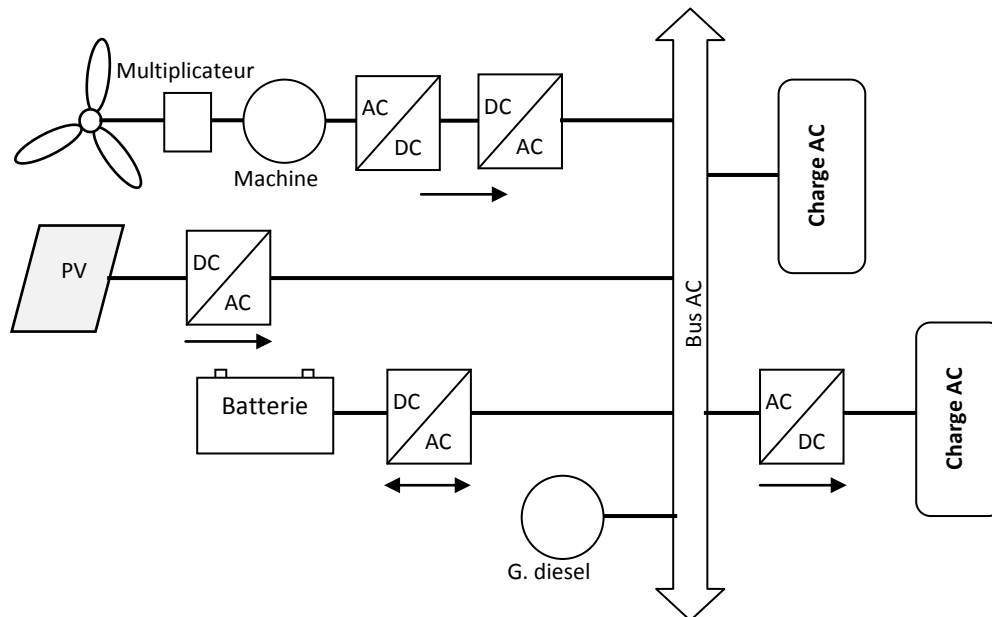 Multiplicateur
AC
DC
DC
AC
Machine
Charge AC
PV
DC
AC
Bus AC
Batterie
DC
AC
AC
DC
Charge AC
G. diesel